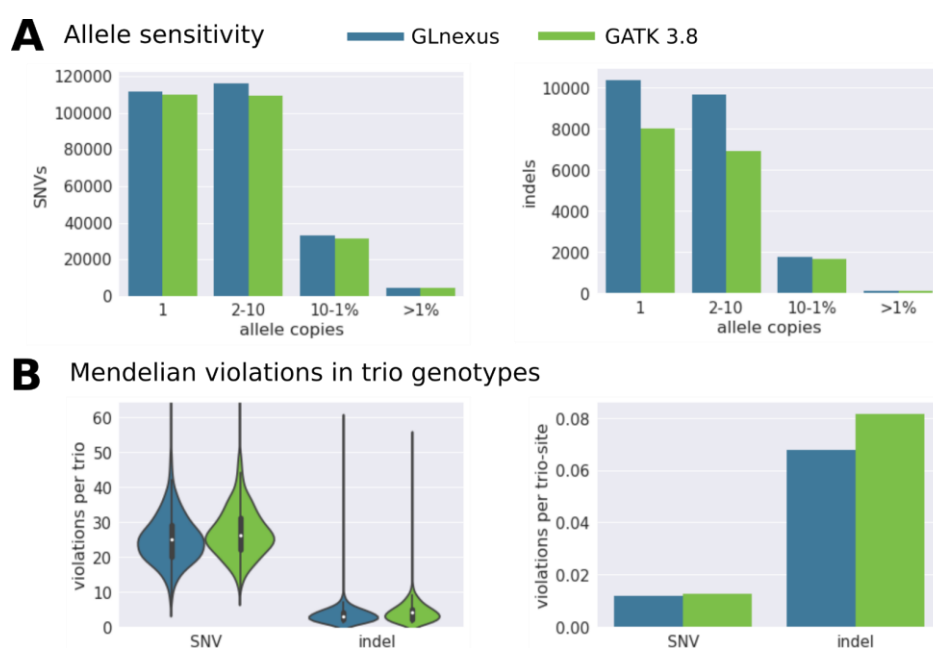 A Allele sensitivity GLnexus GATK 3.8
SNVs
120000
100000
80000
60000
40000
20000
0
1 2-10 10-1% >1%
allele copies
indels
10000
8000
6000
4000
2000
0
1 2-10 10-1% >1%
allele copies
B Mendelian violations in trio genotypes
violations per trio
60
50
40
30
20
10
0
SNV indel
violations per trio-site
0.08
0.06
0.04
0.02
0.00
SNV indel